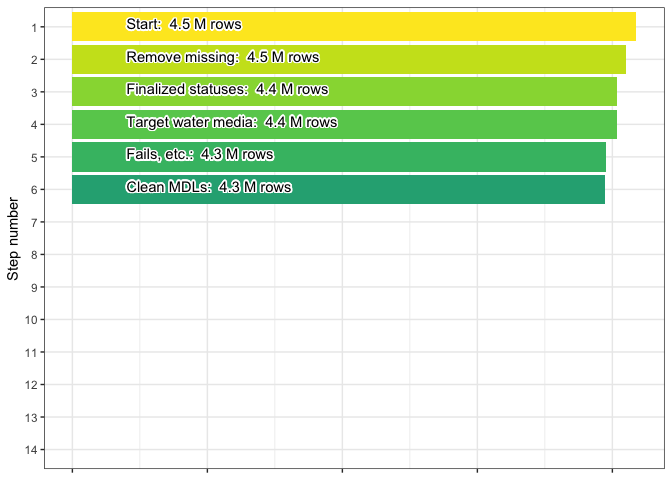 1
Start:  4.5 M rows
2
Remove missing:  4.5 M rows
3
Finalized statuses:  4.4 M rows
4
Target water media:  4.4 M rows
5
Fails, etc.:  4.3 M rows
6
Clean MDLs:  4.3 M rows
7
8
9
10
11
12
13
14
Step number